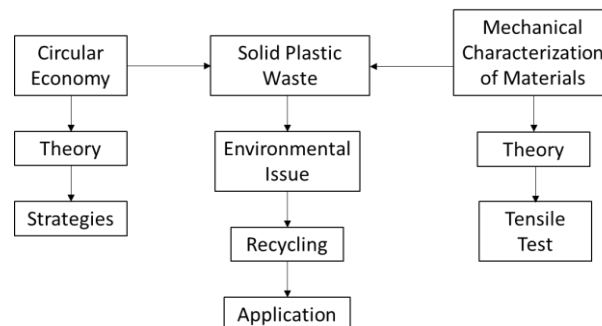 Circular
Economy
Theory
Strategies
Solid Plastic
Waste
Environmental
Issue
Recycling
Application
Mechanical
Characterization
of Materials
Theory
Tensile
Test